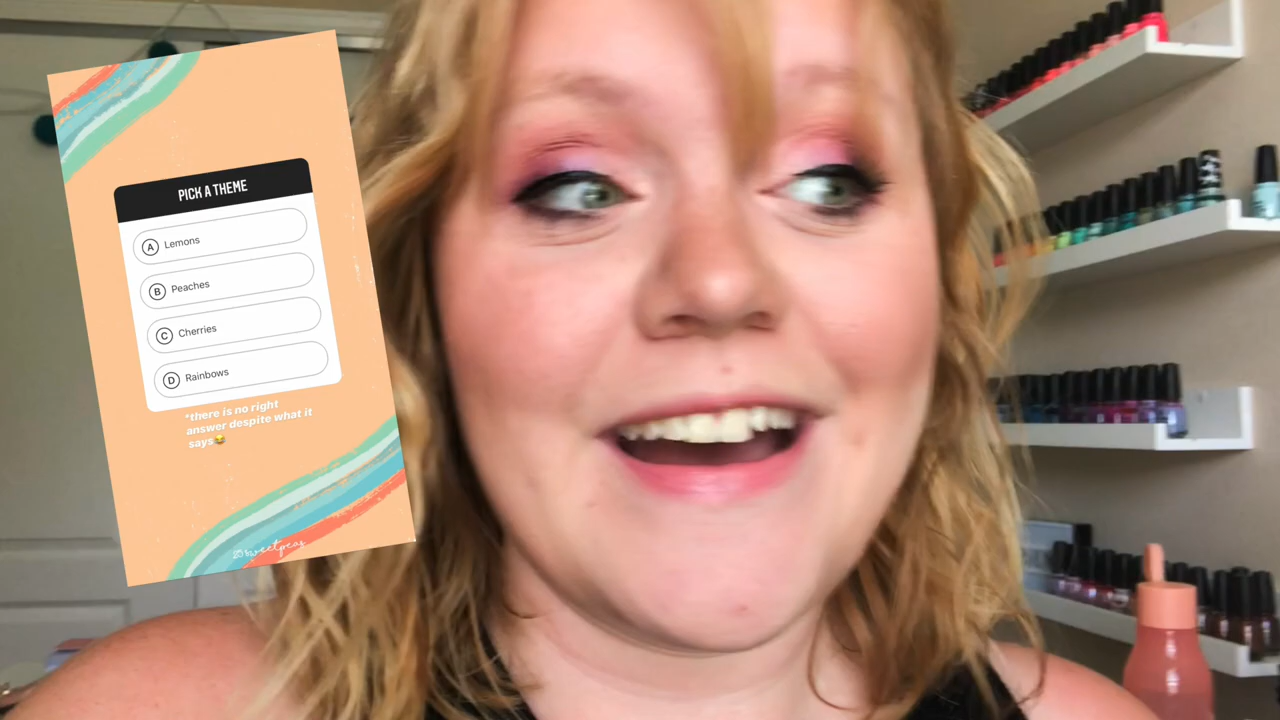 PICK A THEME
A Lemons
B Peaches
C Cherries
D Rainbows
*there is no right
answer despite what it
says😂